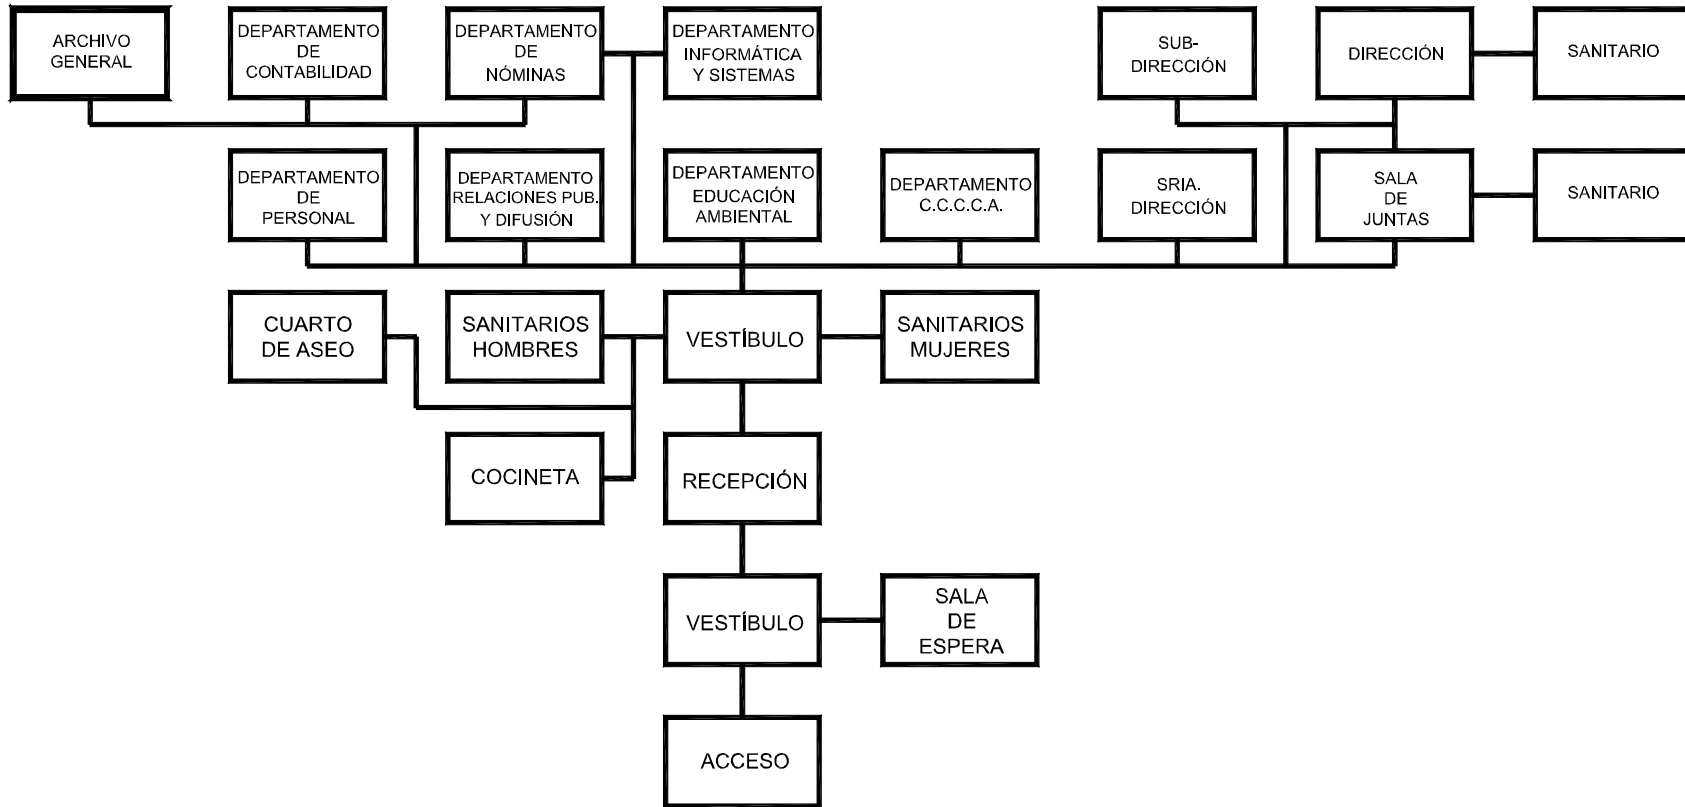 ARCHIVO
GENERAL
DEPARTAMENTO
DE
CONTABILIDAD
DEPARTAMENTO
DE
NÓMINAS
DEPARTAMENTO
INFORMÁTICA
Y SISTEMAS
SUB-
DIRECCIÓN
DIRECCIÓN
SANITARIO
DEPARTAMENTO
DE
PERSONAL
DEPARTAMENTO
RELACIONES PUB.
Y DIFUSIÓN
DEPARTAMENTO
EDUCACIÓN
AMBIENTAL
DEPARTAMENTO
C.C.C.C.A.
SRIA.
DIRECCIÓN
SALA
DE
JUNTAS
SANITARIO
CUARTO
DE ASEO
SANITARIOS
HOMBRES
VESTÍBULO
SANITARIOS
MUJERES
COCINETA
RECEPCIÓN
VESTÍBULO
SALA
DE
ESPERA
ACCESO